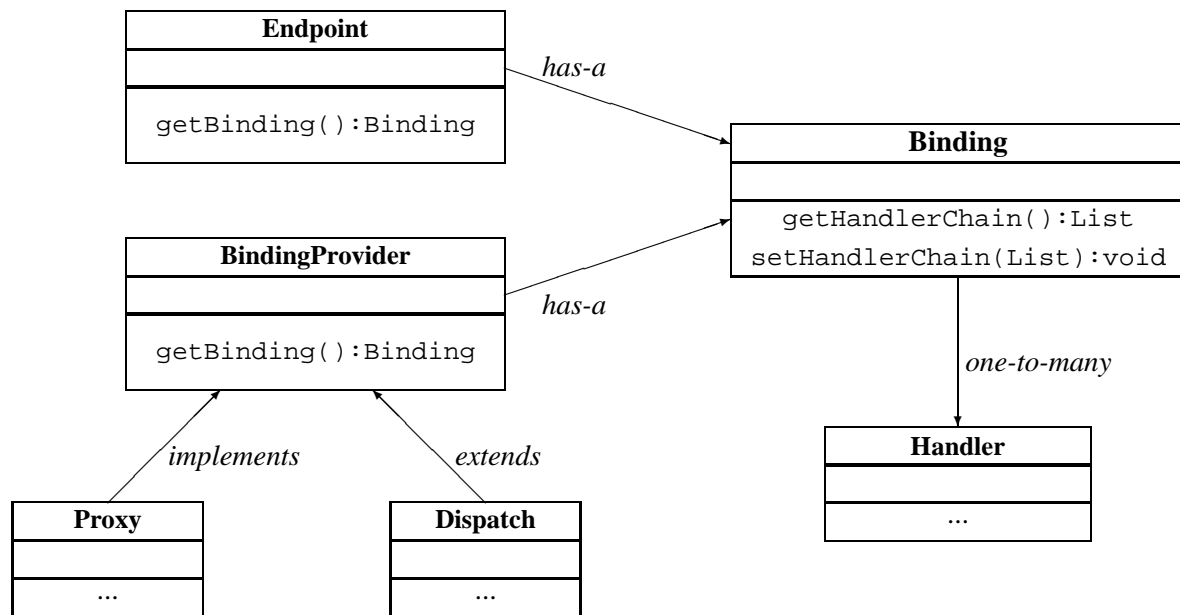 Endpoint
has-a
getBinding():Binding
Binding
getHandlerChain():List
setHandlerChain(List):void
BindingProvider
has-a
getBinding():Binding
one-to-many
implements
extends
Handler
...
Proxy
...
Dispatch
...